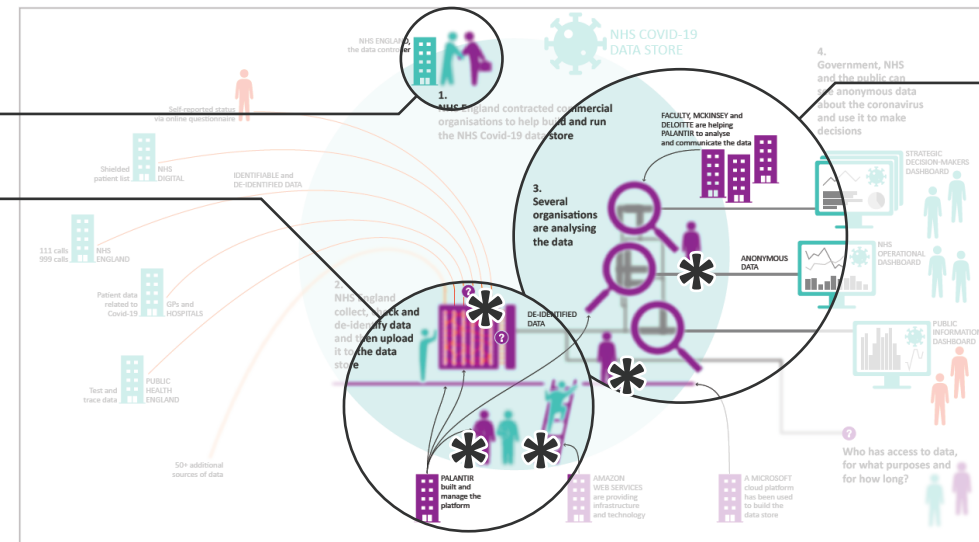 NHS ENGLAND,
the data controller
NHS COVID-19
DATA STORE
1.
NHS England contracted commercial
organisations to help build and run
the NHS Covid-19 data store
4.
Government, NHS
and the public can
see anonymous data
about the coronavirus
and use it to make
decisions
Self-reported status
via online questionnaire
Shielded
patient list
NHS
DIGITAL
IDENTIFIABLE and
DE-IDENTIFIED DATA
111 calls
999 calls
NHS
ENGLAND
Patient data
related to
Covid-19
GPs and
HOSPITALS
Test and
trace data
PUBLIC
HEALTH
ENGLAND
50+ additional
sources of data
2.
NHS England
collect, check and
de-identify data
and then upload
it to the data
store
?
?
DE-IDENTIFIED
DATA
PALANTIR
built and
manage the
platform
AMAZON
WEB SERVICES
are providing
infrastructure
and technology
A MICROSOFT
cloud platform
has been used
to build the
data store
3.
Several
organisations
are analysing
the data
FACULTY, MCKINSEY and
DELOITTE are helping
PALANTIR to analyse
and communicate the data
ANONYMOUS
DATA
STRATEGIC
DECISION-MAKERS
DASHBOARD
NHS
OPERATIONAL
DASHBOARD
PUBLIC
INFORMATION
DASHBOARD
?
Who has access to data,
for what purposes and
for how long?